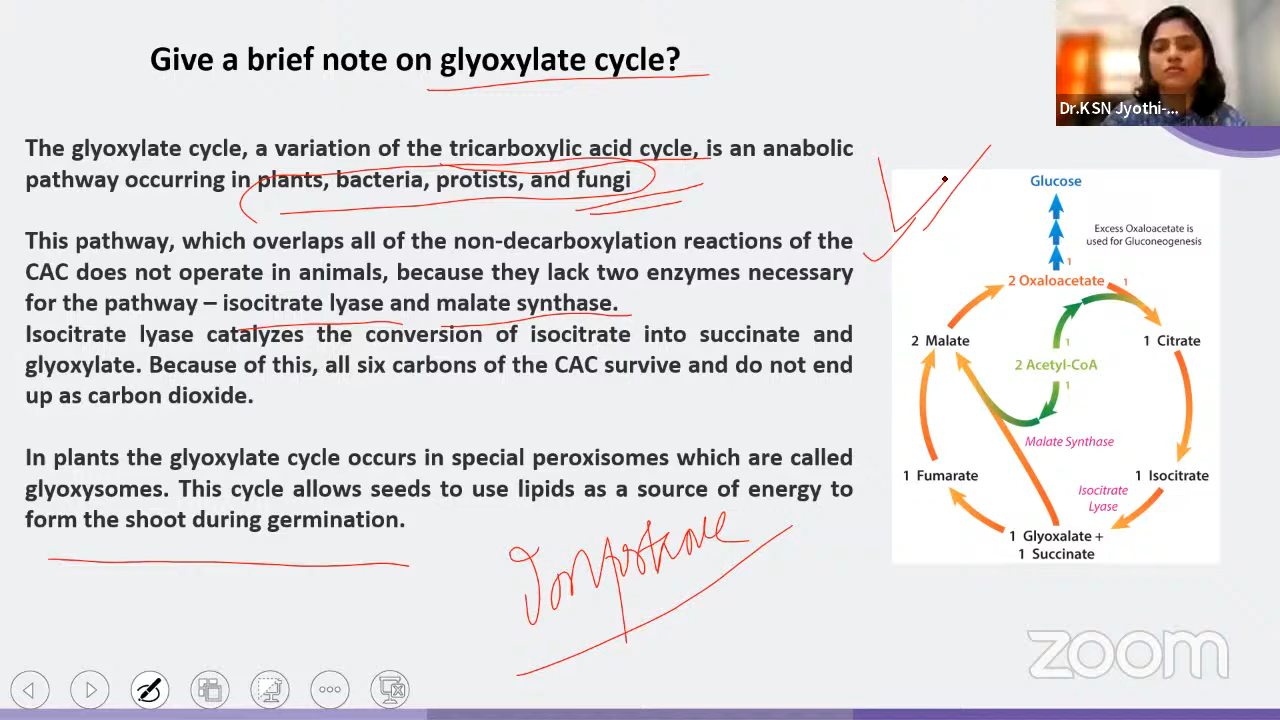 Give a brief note on glyoxylate cycle?
Dr.KSN Jyothi-...
The glyoxylate cycle, a variation of the tricarboxylic acid cycle, is an anabolic
pathway occurring in plants, bacteria, protists, and fungi
This pathway, which overlaps all of the non-decarboxylation reactions of the
CAC does not operate in animals, because they lack two enzymes necessary
for the pathway – isocitrate lyase and malate synthase.
Isocitrate lyase catalyzes the conversion of isocitrate into succinate and
glyoxylate. Because of this, all six carbons of the CAC survive and do not end
up as carbon dioxide.
In plants the glyoxylate cycle occurs in special peroxisomes which are called
glyoxysomes. This cycle allows seeds to use lipids as a source of energy to
form the shoot during germination.
Glucose
Excess Oxaloacetate is
used for Gluconeogenesis
1
2 Oxaloacetate
1
2 Malate
1
1 Citrate
2 Acetyl-CoA
1
Malate Synthase
1 Fumarate
1 Isocitrate
Isocitrate
Lyase
1 Glyoxalate +
1 Succinate
zoom